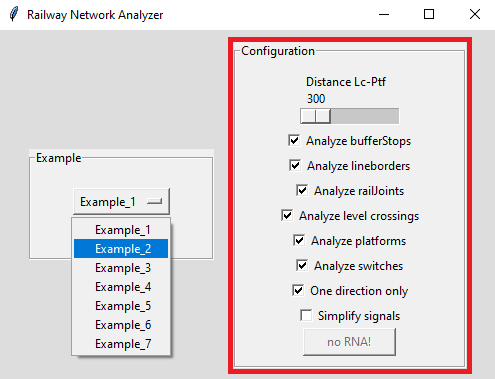 Railway Network Analyzer
Example
Example_1
Example_1
Example_2
Example_3
Example_4
Example_5
Example_6
Example_7
Configuration
Distance Lc-Ptf
300
Analyze bufferStops
Analyze lineborders
Analyze railJoints
Analyze level crossings
Analyze platforms
Analyze switches
One direction only
Simplify signals
no RNA!